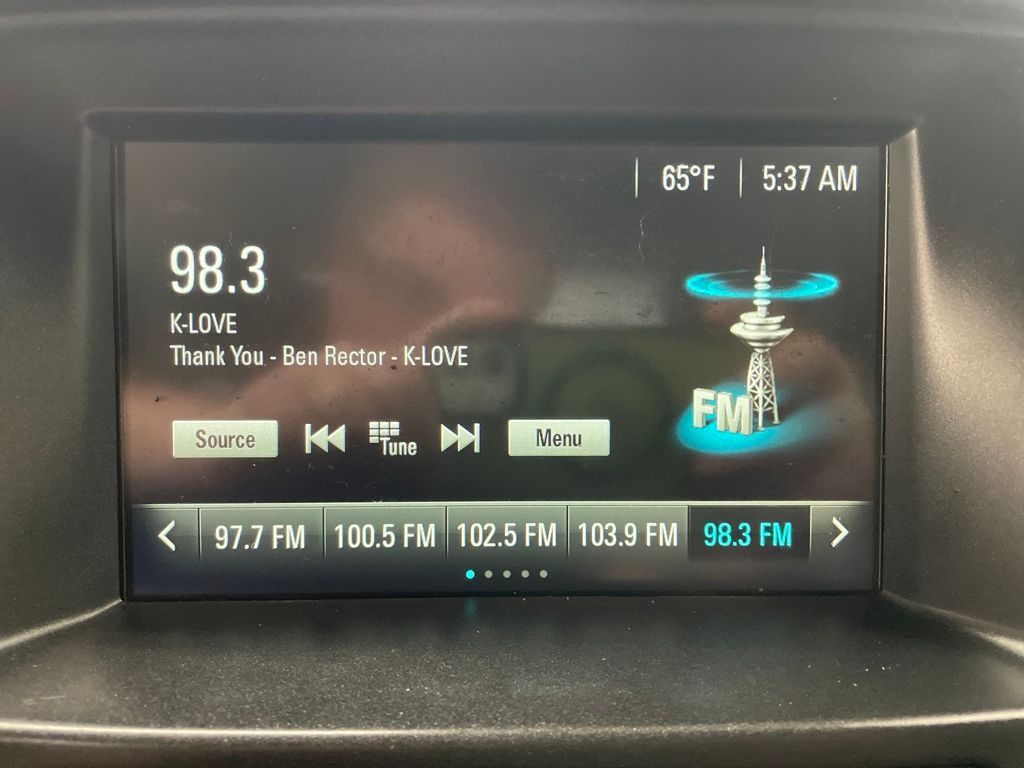 65°F 5:37 AM
98.3
K-LOVE
Thank You - Ben Rector - K-LOVE
FM
Source Tune Menu
97.7 FM 100.5 FM 102.5 FM 103.9 FM 98.3 FM